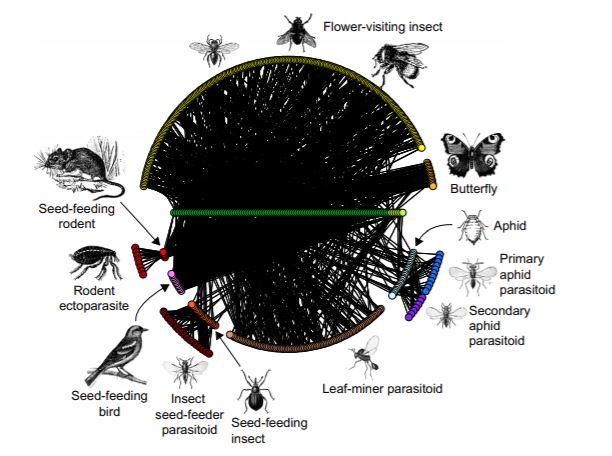 Flower-visiting insect
Butterfly
Seed-feeding
rodent
Aphid
Rodent
ectoparasite
Primary
aphid
parasitoid
Secondary
aphid
parasitoid
Seed-feeding
bird
Insect
seed-feeder
parasitoid
Seed-feeding
insect
Leaf-miner parasitoid